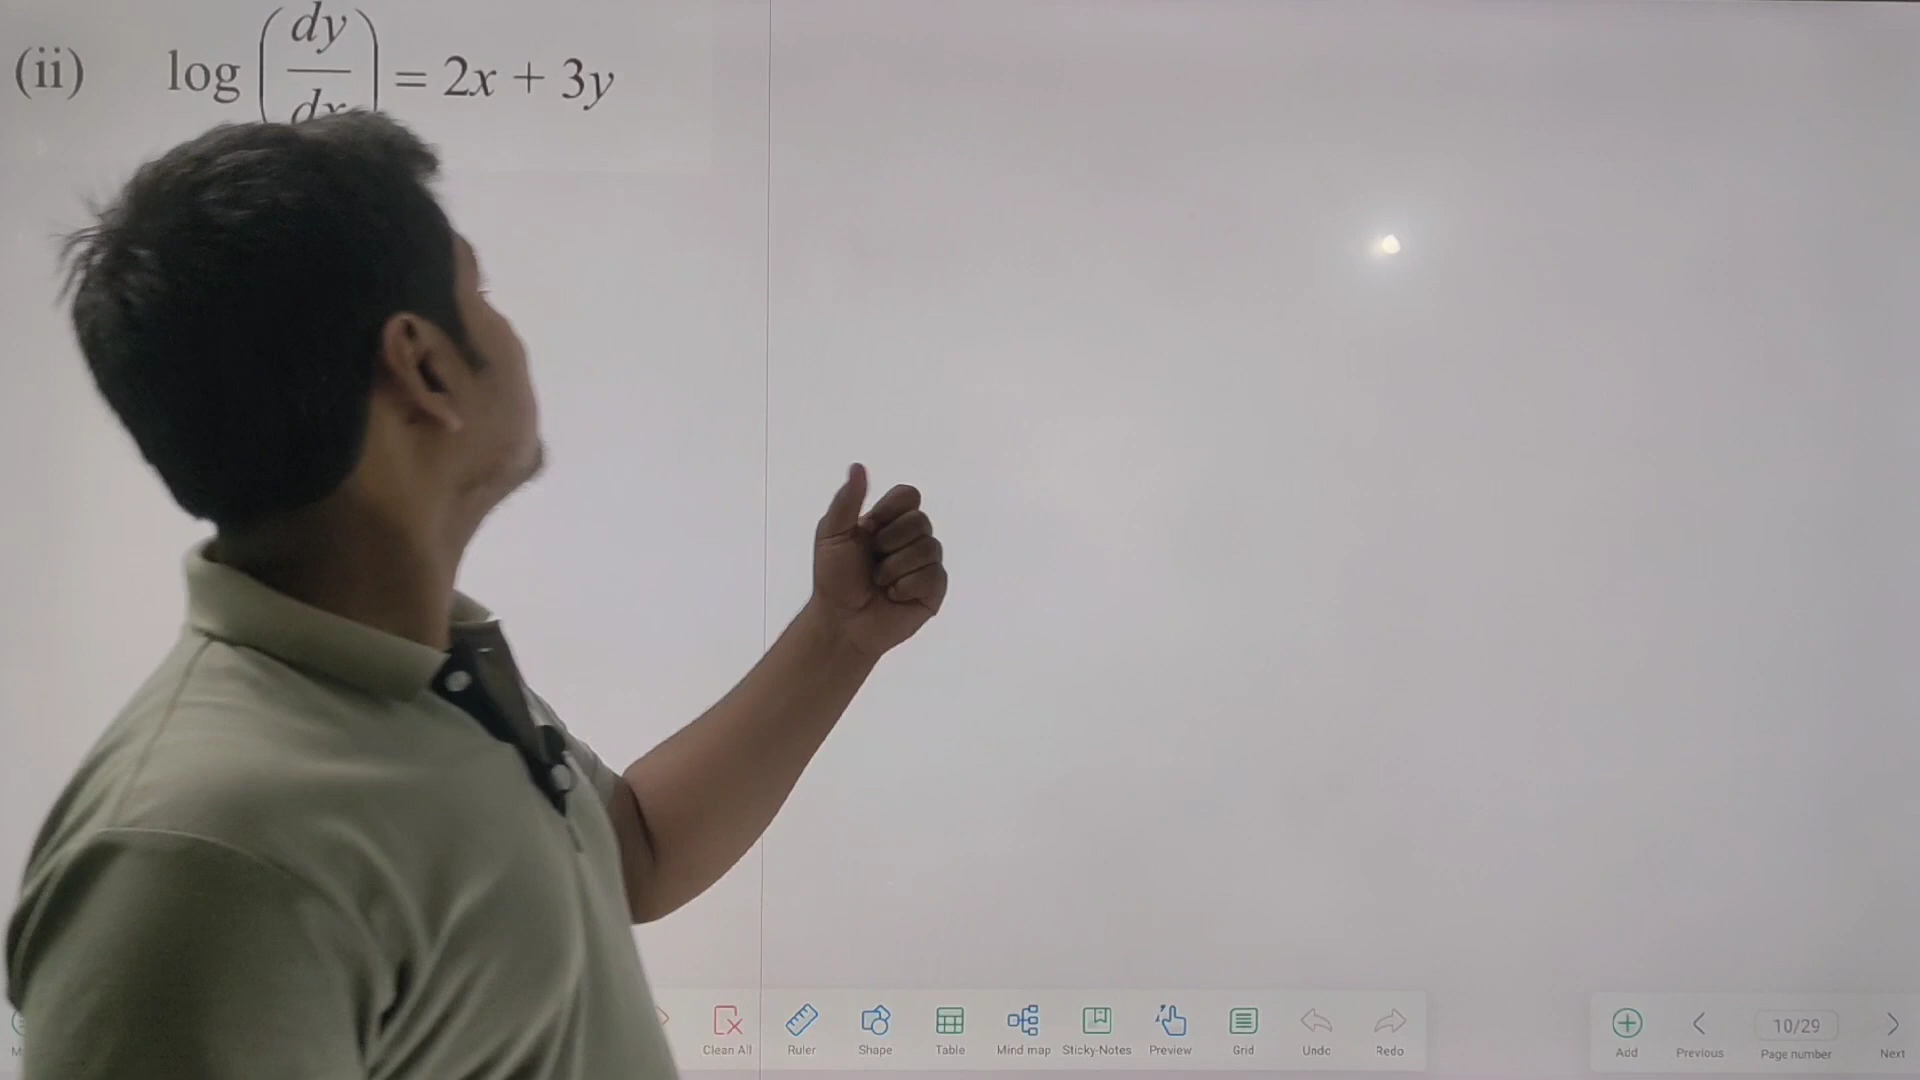 (ii) log (dy/dx) = 2x + 3y
Clean All Ruler Shape Table Mind map Sticky-Notes Preview Grid Undo Redo Add Previous 10/29 Page number Next